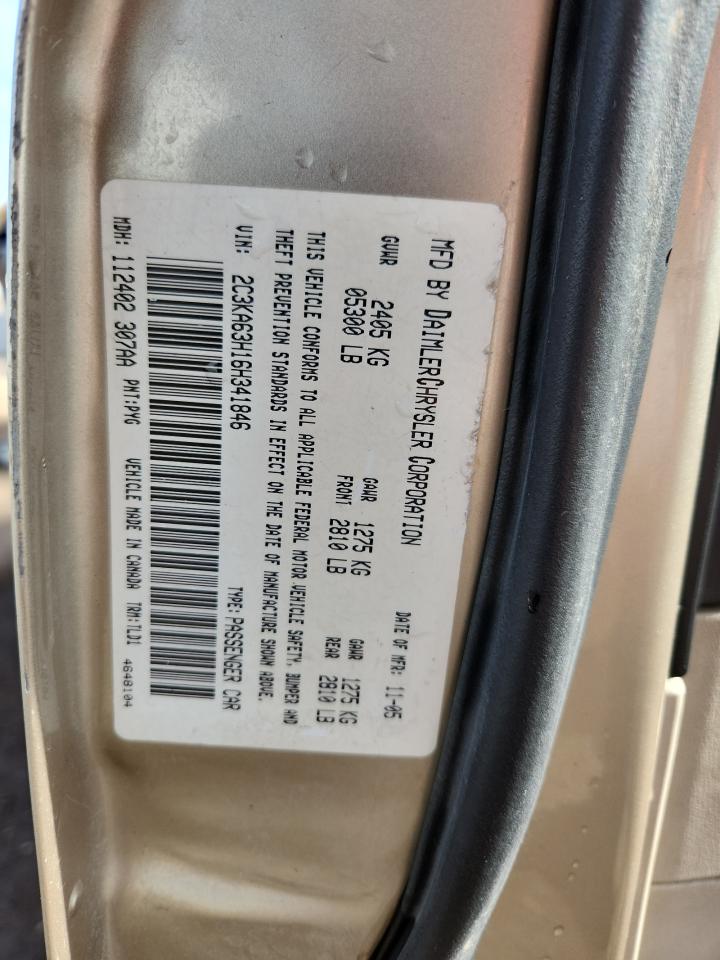 MFD BY DAIMLERCHRYSLER CORPORATION
DATE OF MFR: 11-05
GVWR 2405 KG
05300 LB
GAWR 1275 KG
FRONT 2810 LB
GAWR 1275 KG
REAR 2810 LB
THIS VEHICLE CONFORMS TO ALL APPLICABLE FEDERAL MOTOR VEHICLE SAFETY, BUMPER AND
THEFT PREVENTION STANDARDS IN EFFECT ON THE DATE OF MANUFACTURE SHOWN ABOVE.
VIN: 2C3KA63H16H341846 TYPE: PASSENGER CAR
MDH: 112402 307AA PNT:PYG VEHICLE MADE IN CANADA TRM:TLD1 4648104